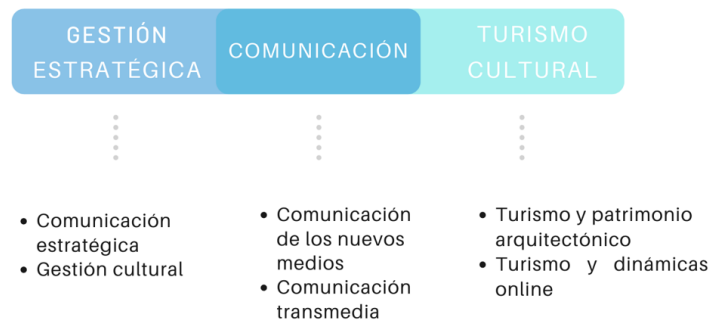 GESTIÓN
ESTRATÉGICA
COMUNICACIÓN
TURISMO
CULTURAL
• Comunicación
estratégica
• Gestión cultural
• Comunicación
de los nuevos
medios
• Comunicación
transmedia
• Turismo y patrimonio
arquitectónico
• Turismo y dinámicas
online